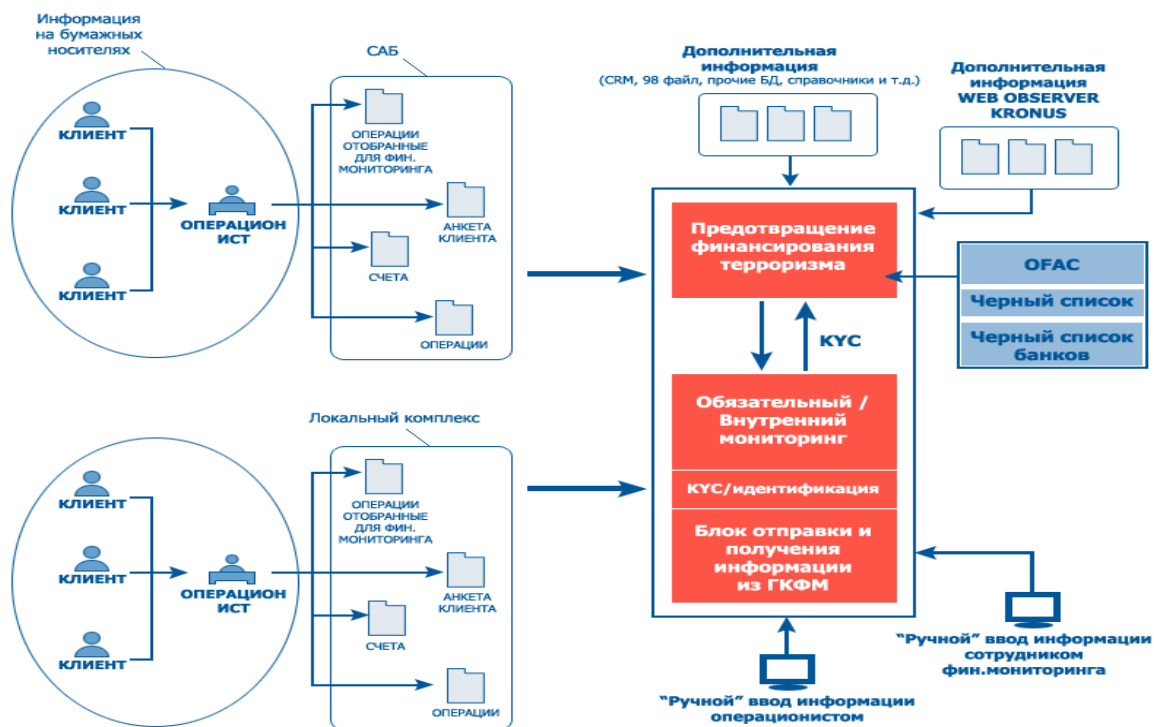 Информация
на бумажных
носителях
КЛИЕНТ
КЛИЕНТ
КЛИЕНТ
ОПЕРАЦИОН
ИСТ
САБ
ОПЕРАЦИИ
ОТОБРАННЫЕ
ДЛЯ ФИН.
МОНИТОРИНГА
АНКЕТА
КЛИЕНТА
СЧЕТА
ОПЕРАЦИИ
Дополнительная
информация
(CRM, 98 файл, прочие БД, справочники и т.д.)
Дополнительная
информация
WEB OBSERVER
KRONUS
Предотвращение
финансирования
терроризма
OFAC
Черный список
Черный список
банков
KYC
Обязательный /
Внутренний
мониторинг
KYC/идентификация
Блок отправки и
получения
информации
из ГКФМ
КЛИЕНТ
КЛИЕНТ
КЛИЕНТ
ОПЕРАЦИОН
ИСТ
Локальный комплекс
ОПЕРАЦИИ
ОТОБРАННЫЕ
ДЛЯ ФИН.
МОНИТОРИНГА
АНКЕТА
КЛИЕНТА
СЧЕТА
ОПЕРАЦИИ
“Ручной” ввод информации
операционистом
“Ручной” ввод информации
сотрудником
фин.мониторинга